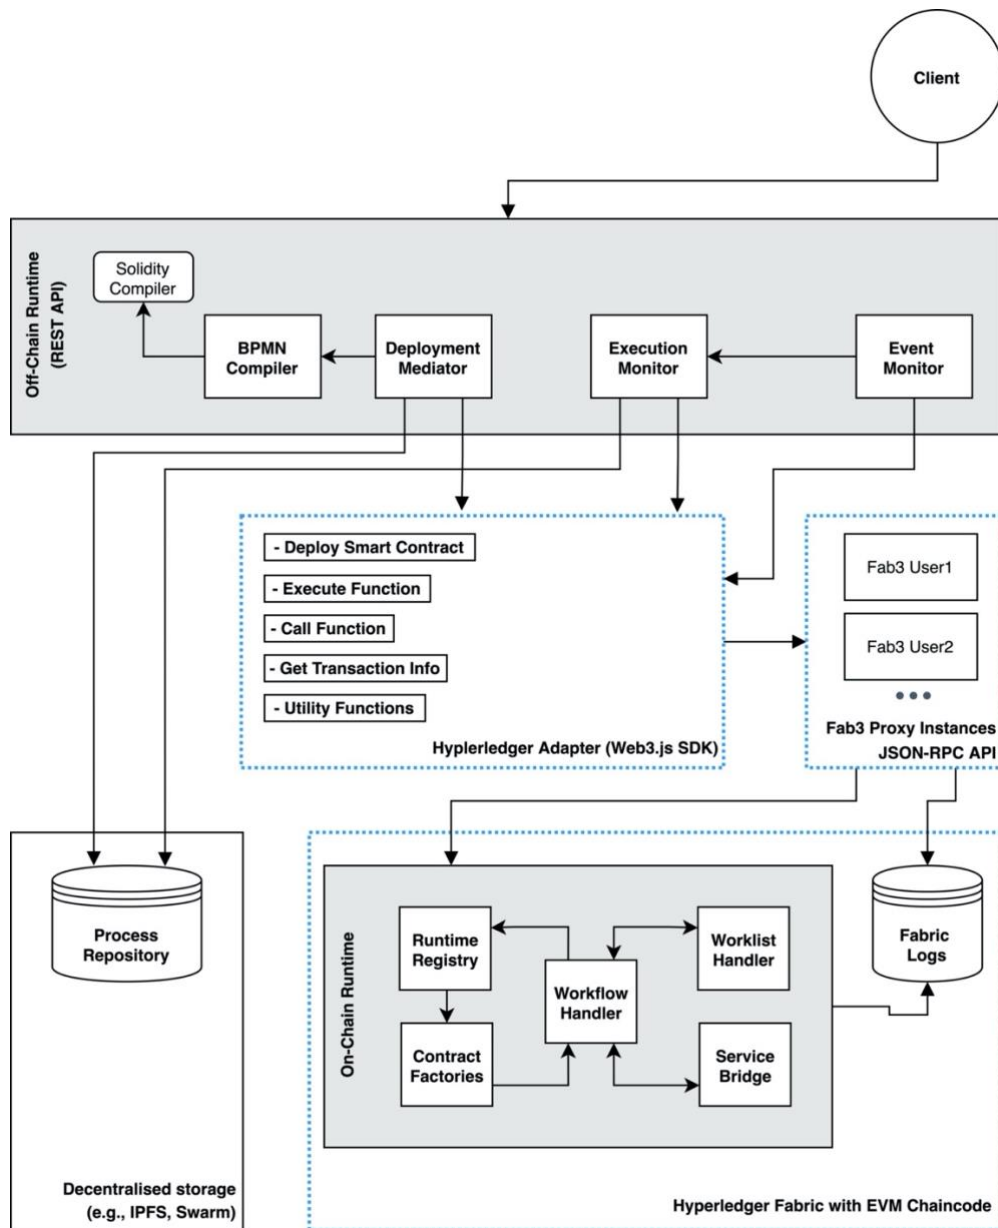 Client
Off-Chain Runtime
(REST API)
Solidity
Compiler
BPMN
Compiler
Deployment
Mediator
Execution
Monitor
Event
Monitor
- Deploy Smart Contract
- Execute Function
- Call Function
- Get Transaction Info
- Utility Functions
Hyplerledger Adapter (Web3.js SDK)
Fab3 User1
Fab3 User2
Fab3 Proxy Instances
JSON-RPC API
Process
Repository
Decentralised storage
(e.g., IPFS, Swarm)
On-Chain Runtime
Runtime
Registry
Contract
Factories
Workflow
Handler
Worklist
Handler
Service
Bridge
Fabric
Logs
Hyperledger Fabric with EVM Chaincode